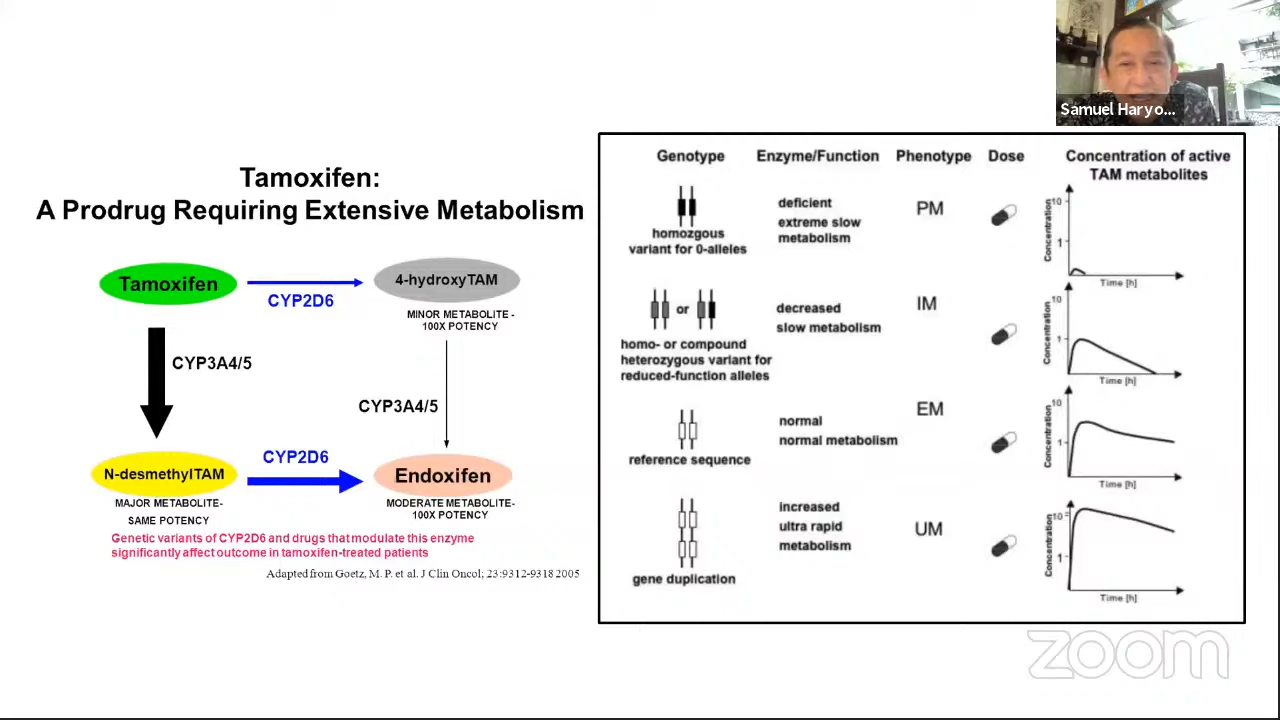 Samuel Haryo...
Tamoxifen:
A Prodrug Requiring Extensive Metabolism
Tamoxifen
CYP2D6
4-hydroxyTAM
MINOR METABOLITE -
100X POTENCY
CYP3A4/5
CYP3A4/5
N-desmethylTAM
CYP2D6
Endoxifen
MAJOR METABOLITE-
SAME POTENCY
MODERATE METABOLITE-
100X POTENCY
Genetic variants of CYP2D6 and drugs that modulate this enzyme
significantly affect outcome in tamoxifen-treated patients
Adapted from Goetz, M. P. et al. J Clin Oncol; 23:9312-9318 2005
Genotype Enzyme/Function Phenotype Dose Concentration of active
TAM metabolites
homozgous
variant for 0-alleles
deficient
extreme slow
metabolism
PM
Concentration
10
1
Time [h]
or
homo- or compound
heterozygous variant for
reduced-function alleles
decreased
slow metabolism
IM
Concentration
10
1
Time [h]
reference sequence
normal
normal metabolism
EM
Concentration
10
1
Time [h]
gene duplication
increased
ultra rapid
metabolism
UM
Concentration
10
1
Time [h]
zoom